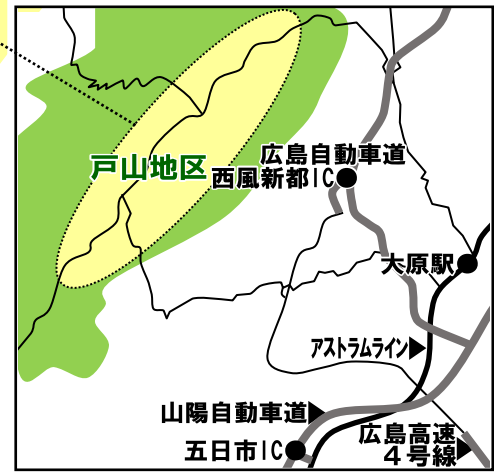 戸山地区
広島自動車道
西風新都IC
大原駅
アストラムライン
山陽自動車道
五日市IC
広島高速
4号線